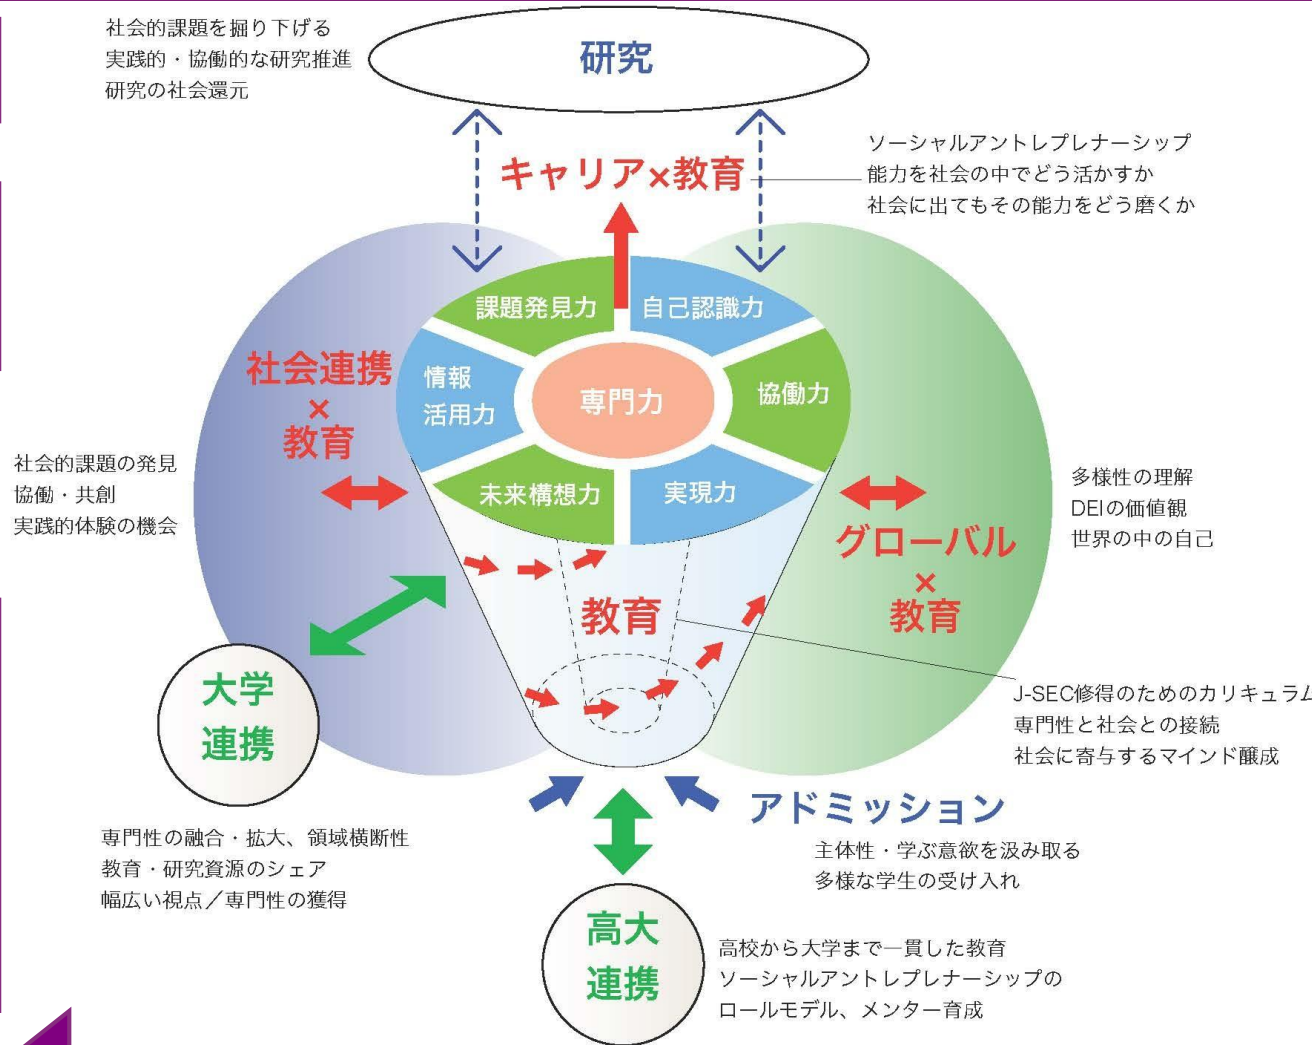 社会的課題を掘り下げる
実践的・協働的な研究推進
研究の社会還元
研究
キャリア×教育
ソーシャルアントレプレナーシップ
能力を社会の中でどう活かすか
社会に出てもその能力をどう磨くか
課題発見力
自己認識力
社会連携
×
教育
情報
活用力
専門力
協働力
未来構想力
実現力
社会的課題の発見
協働・共創
実践的体験の機会
多様性の理解
DEIの価値観
世界の中の自己
グローバル
×
教育
教育
大学
連携
J-SEC修得のためのカリキュラム
専門性と社会との接続
社会に寄与するマインド醸成
アドミッション
主体性・学ぶ意欲を汲み取る
多様な学生の受け入れ
専門性の融合・拡大、領域横断性
教育・研究資源のシェア
幅広い視点／専門性の獲得
高大
連携
高校から大学まで一貫した教育
ソーシャルアントレプレナーシップの
ロールモデル、メンター育成